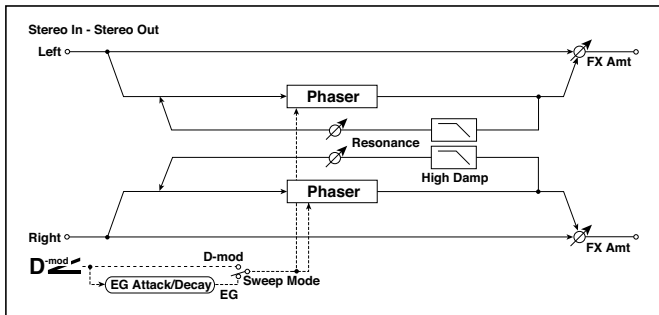 Stereo In - Stereo Out
Left
FX Amt
Phaser
Resonance
High Damp
Phaser
Right
FX Amt
D-mod
D-mod
EG Attack/Decay
EG
Sweep Mode